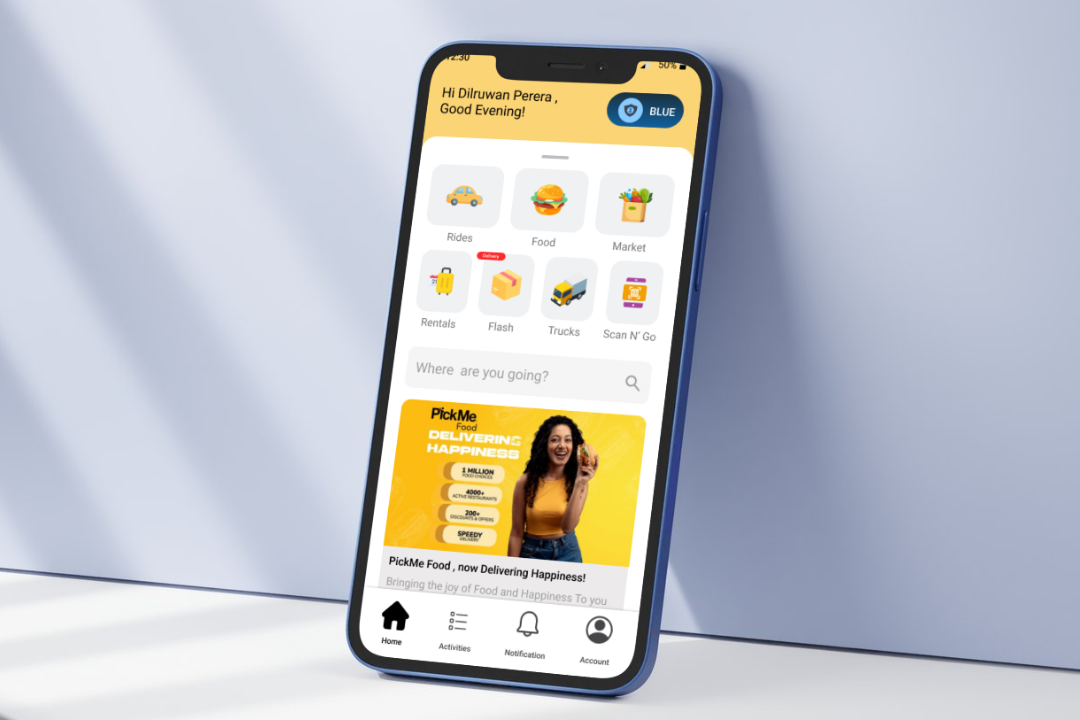 12:30
50%
Hi Dilruwan Perera ,
Good Evening!
BLUE
Rides
Food
Market
Delivery
Rentals
Flash
Trucks
Scan N' Go
Where are you going?
PickMe
Food
DELIVERING
HAPPINESS
1 MILLION
FOOD CHOICES
4000+
ACTIVE RESTAURANTS
200+
DISCOUNTS & OFFERS
SPEEDY
DELIVERY
PickMe Food , now Delivering Happiness!
Bringing the joy of Food and Happiness To you
Home
Activities
Notification
Account